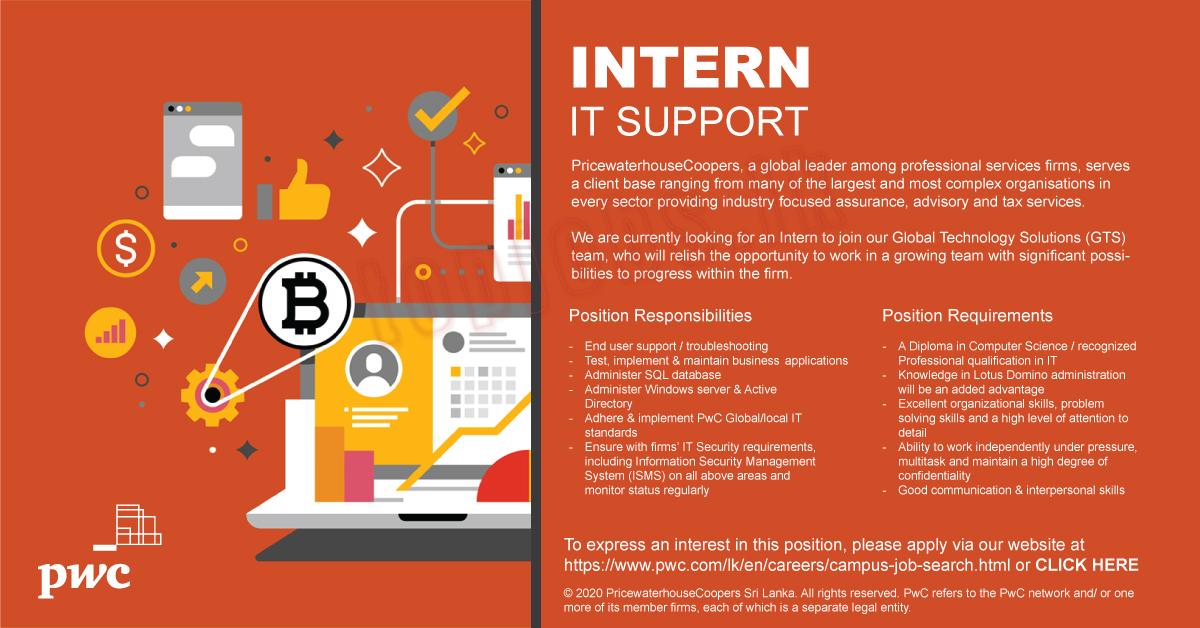 INTERN
IT SUPPORT
PricewaterhouseCoopers, a global leader among professional services firms, serves
a client base ranging from many of the largest and most complex organisations in
every sector providing industry focused assurance, advisory and tax services.
We are currently looking for an Intern to join our Global Technology Solutions (GTS)
team, who will relish the opportunity to work in a growing team with significant possi-
bilities to progress within the firm.
Position Responsibilities
- End user support / troubleshooting
- Test, implement & maintain business applications
- Administer SQL database
- Administer Windows server & Active
Directory
- Adhere & implement PwC Global/local IT
standards
- Ensure with firms' IT Security requirements,
including Information Security Management
System (ISMS) on all above areas and
monitor status regularly
Position Requirements
- A Diploma in Computer Science / recognized
Professional qualification in IT
- Knowledge in Lotus Domino administration
will be an added advantage
- Excellent organizational skills, problem
solving skills and a high level of attention to
detail
- Ability to work independently under pressure,
multitask and maintain a high degree of
confidentiality
- Good communication & interpersonal skills
To express an interest in this position, please apply via our website at
https://www.pwc.com/lk/en/careers/campus-job-search.html or CLICK HERE
© 2020 PricewaterhouseCoopers Sri Lanka. All rights reserved. PwC refers to the PwC network and/ or one
more of its member firms, each of which is a separate legal entity.
pwc
$
B